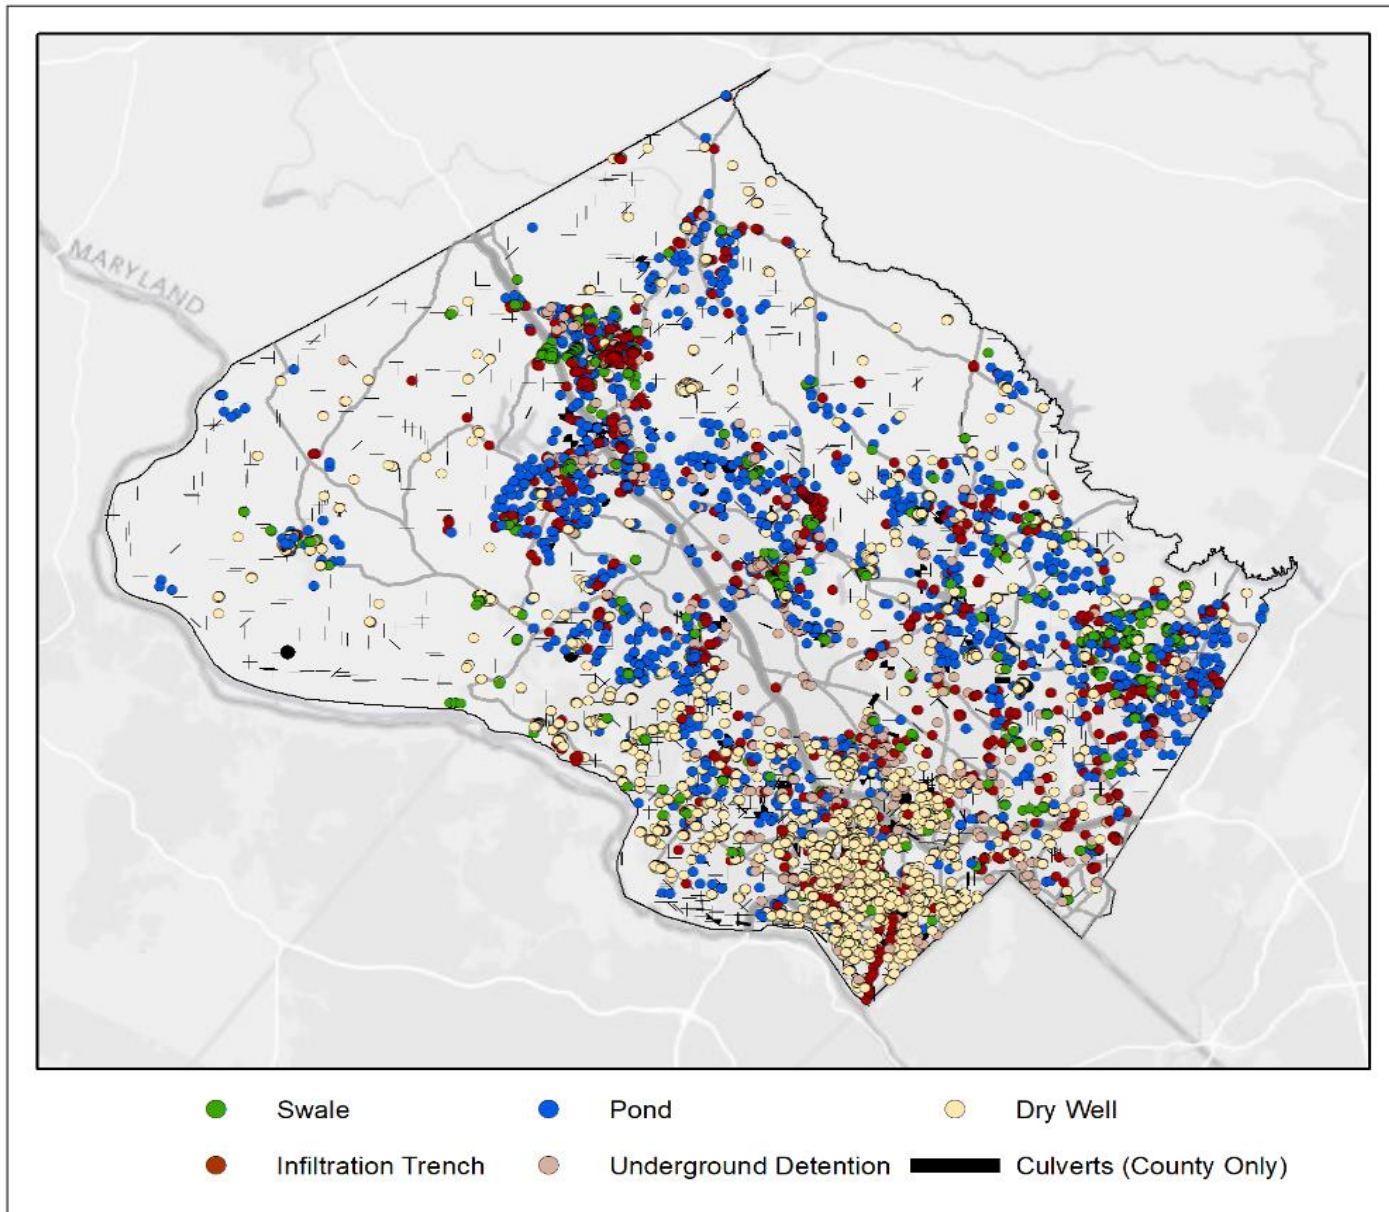 MARYLAND
Swale
Pond
Dry Well
Infiltration Trench
Underground Detention
Culverts (County Only)